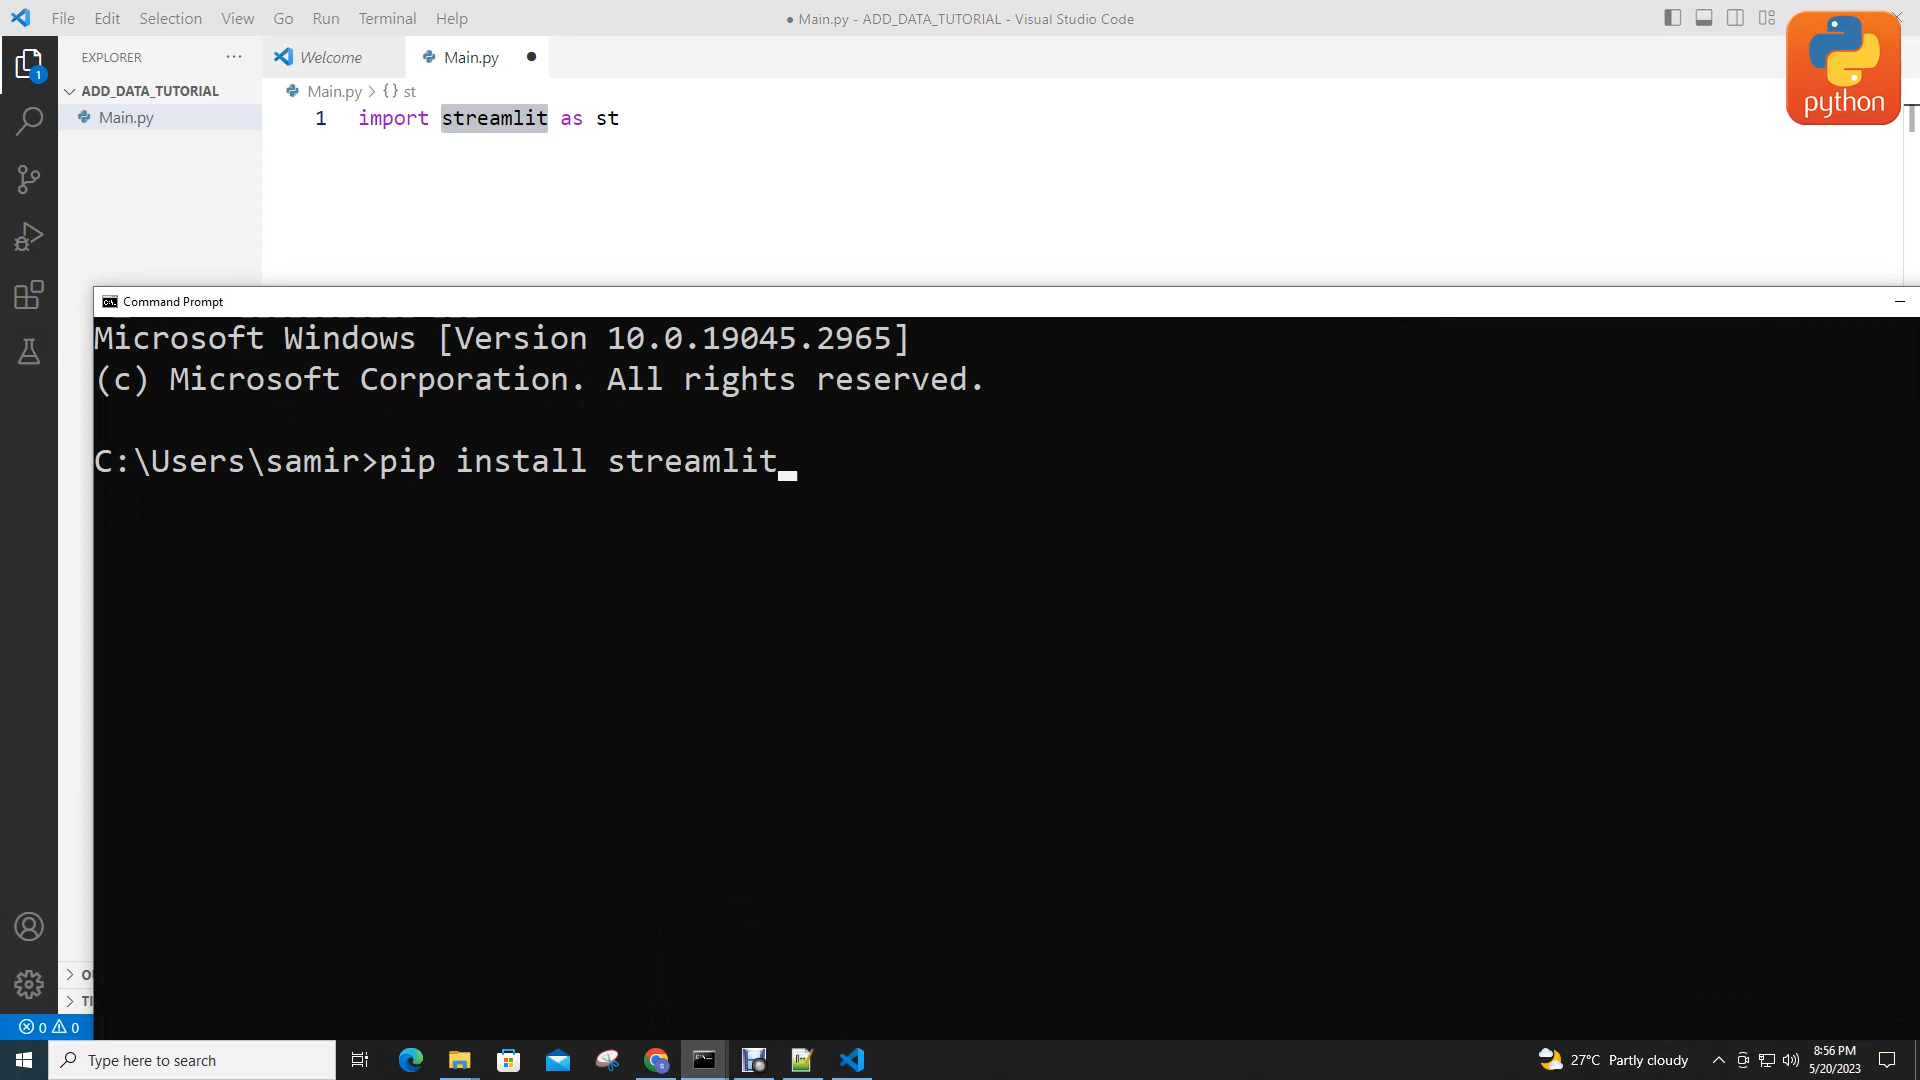 File Edit Selection View Go Run Terminal Help
● Main.py - ADD_DATA_TUTORIAL - Visual Studio Code
python
1
EXPLORER ···
Welcome
Main.py ●
ADD_DATA_TUTORIAL
Main.py
Main.py > {} st
1 import streamlit as st
Command Prompt
Microsoft Windows [Version 10.0.19045.2965]
(c) Microsoft Corporation. All rights reserved.
C:\Users\samir>pip install streamlit_
0 0
Type here to search
27°C Partly cloudy
8:56 PM
5/20/2023